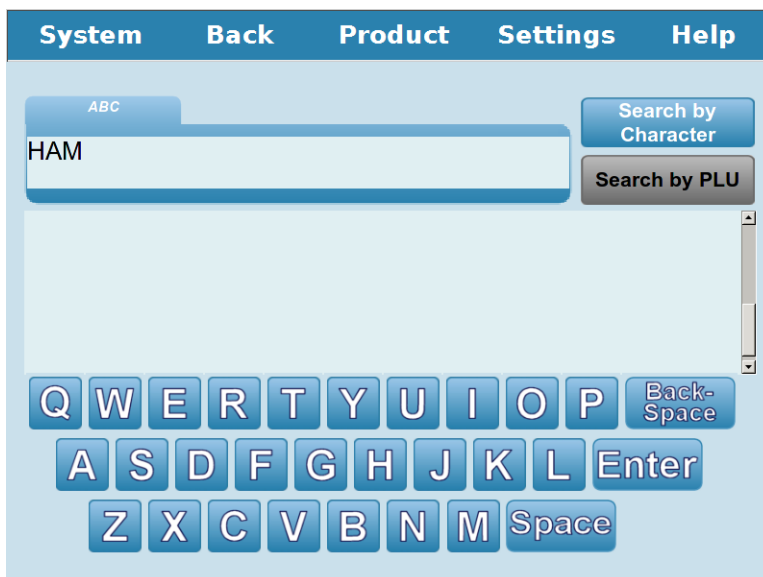 System Back Product Settings Help
ABC
HAM
Search by
Character
Search by PLU
Q W E R T Y U I O P Back-
Space
A S D F G H J K L Enter
Z X C V B N M Space